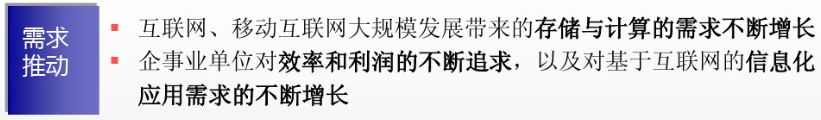 需求
推动
互联网、移动互联网大规模发展带来的存储与计算的需求不断增长
企事业单位对效率和利润的不断追求，以及对基于互联网的信息化
应用需求的不断增长